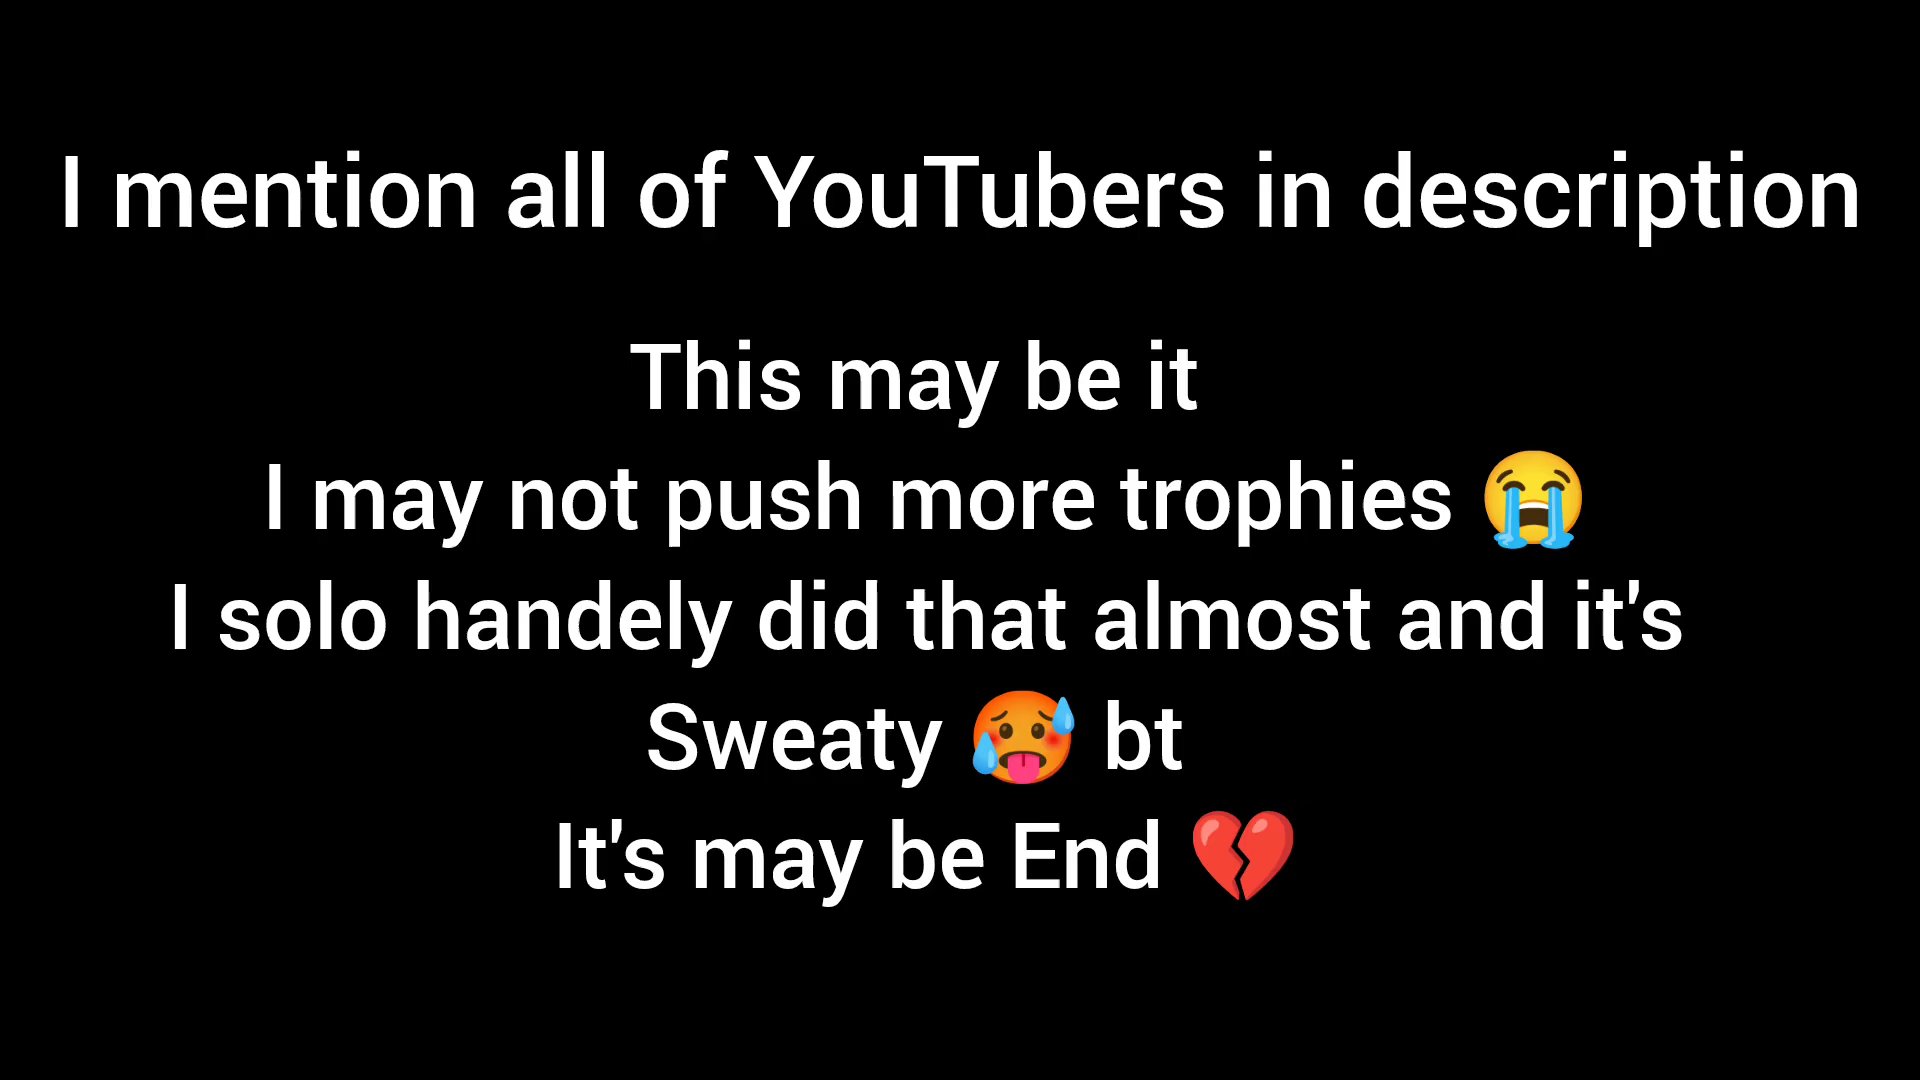 I mention all of YouTubers in description
This may be it
I may not push more trophies 😭
I solo handely did that almost and it's
Sweaty 🥵 bt
It's may be End 💔